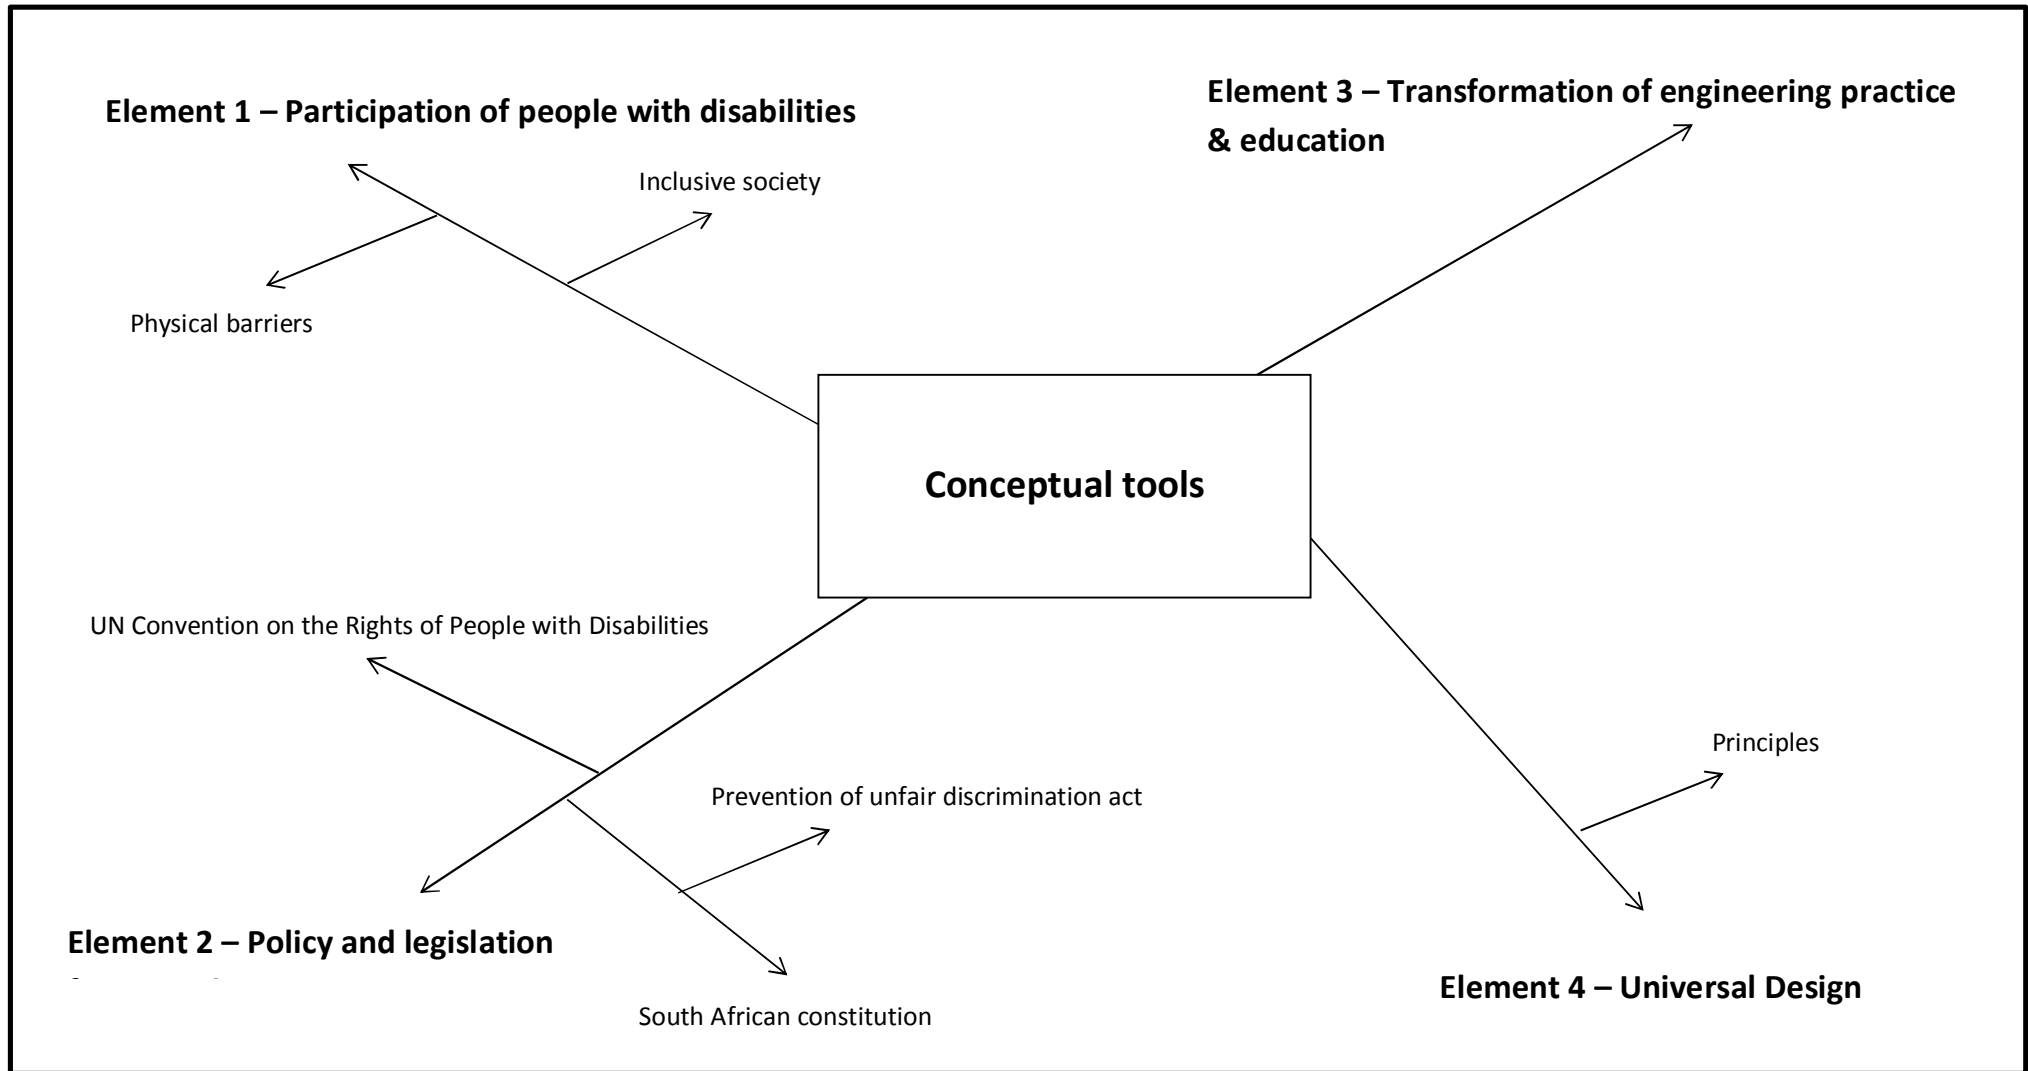 Element 1 – Participation of people with disabilities
Element 3 – Transformation of engineering practice
& education
Inclusive society
Physical barriers
Conceptual tools
UN Convention on the Rights of People with Disabilities
Principles
Prevention of unfair discrimination act
Element 2 – Policy and legislation
Element 4 – Universal Design
South African constitution